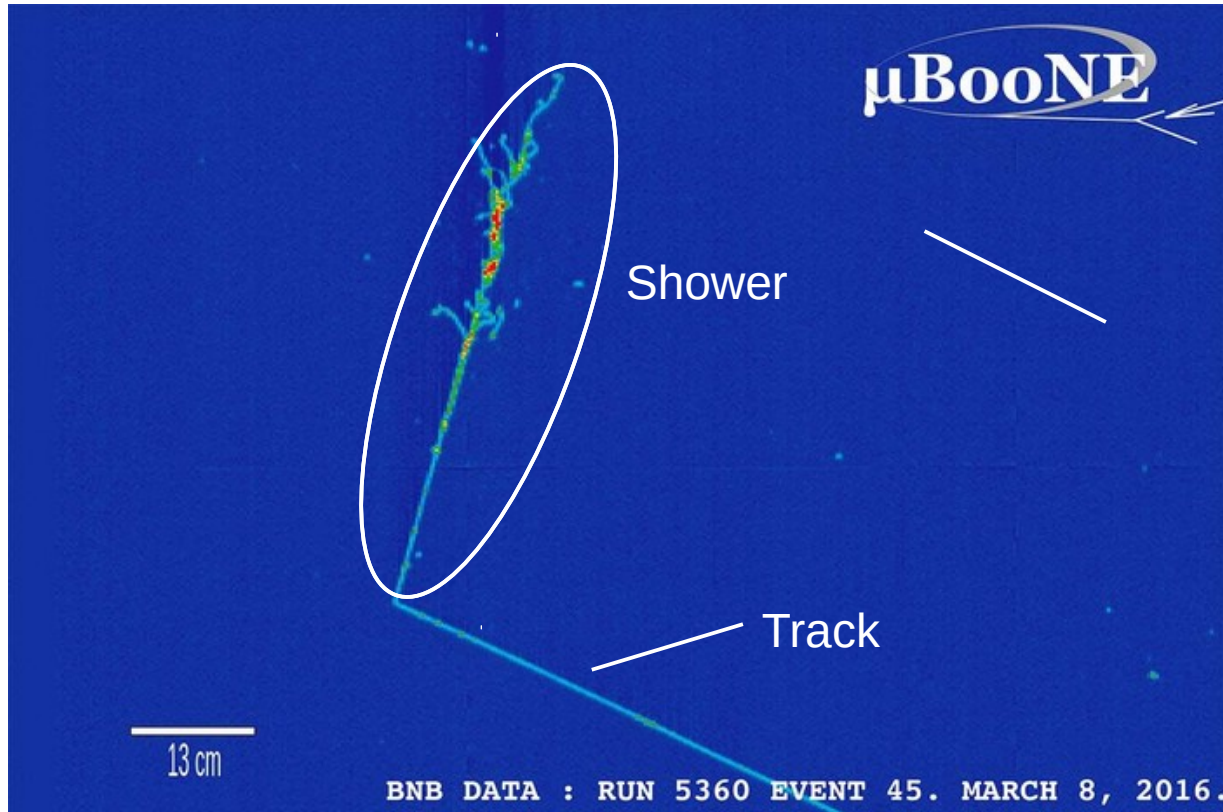 µBooNE
Shower
Track
13 cm
BNB DATA : RUN 5360 EVENT 45. MARCH 8, 2016.